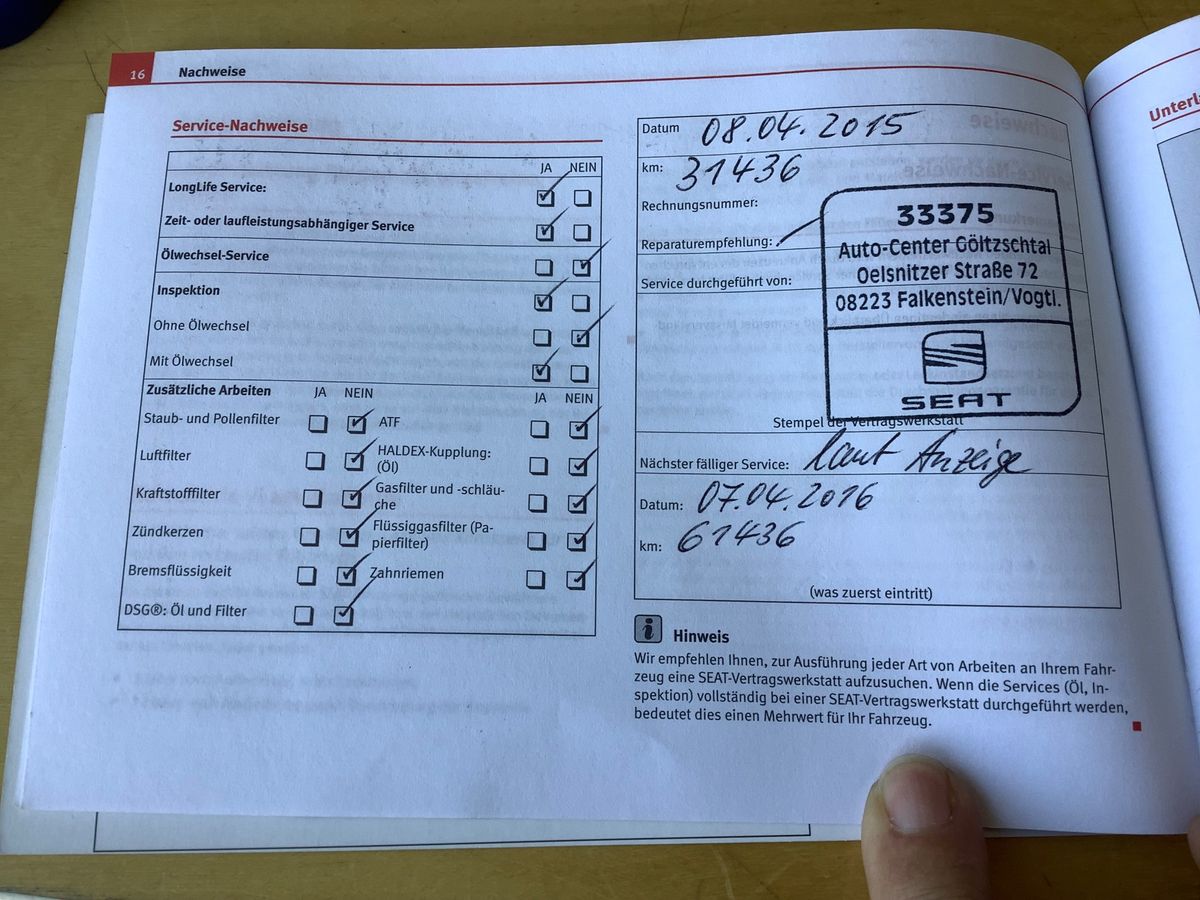 16 Nachweise
Service-Nachweise
JA NEIN
LongLife Service:
Zeit- oder laufleistungsabhängiger Service
Ölwechsel-Service
Inspektion
Ohne Ölwechsel
Mit Ölwechsel
Zusätzliche Arbeiten JA NEIN JA NEIN
Staub- und Pollenfilter ATF
Luftfilter HALDEX-Kupplung:
(Öl)
Kraftstofffilter Gasfilter und -schläu-
che
Zündkerzen Flüssiggasfilter (Pa-
pierfilter)
Bremsflüssigkeit Zahnriemen
DSG®: Öl und Filter
Datum 08.04.2015
km: 31436
Rechnungsnummer:
Reparaturempfehlung:
Service durchgeführt von:
33375
Auto-Center Göltzschtal
Oelsnitzer Straße 72
08223 Falkenstein/Vogtl.
SEAT
Stempel der Vertragswerkstatt
Nächster fälliger Service: laut Anzeige
Datum: 07.04.2016
km: 61436
(was zuerst eintritt)
Hinweis
Wir empfehlen Ihnen, zur Ausführung jeder Art von Arbeiten an Ihrem Fahr-
zeug eine SEAT-Vertragswerkstatt aufzusuchen. Wenn die Services (Öl, In-
spektion) vollständig bei einer SEAT-Vertragswerkstatt durchgeführt werden,
bedeutet dies einen Mehrwert für Ihr Fahrzeug.